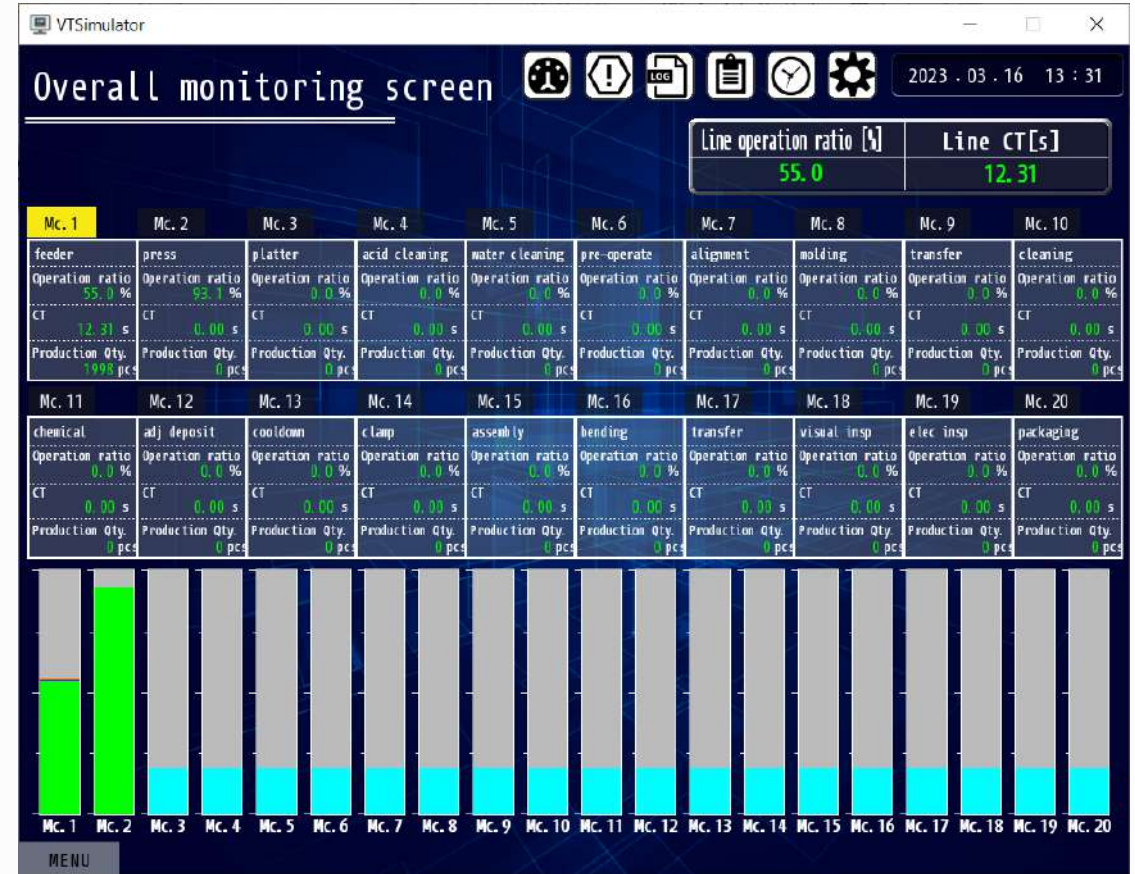 VTSimulator
Overall monitoring screen
LOG
2023 . 03 . 16 13 : 31
Line operation ratio [%] Line CT[s]
55.0 12.31
Mc. 1 Mc. 2 Mc. 3 Mc. 4 Mc. 5 Mc. 6 Mc. 7 Mc. 8 Mc. 9 Mc. 10
feeder press platter acid cleaning water cleaning pre-operate alignment molding transfer cleaning
Operation ratio Operation ratio Operation ratio Operation ratio Operation ratio Operation ratio Operation ratio Operation ratio Operation ratio Operation ratio
55.0 % 93.1 % 0.0 % 0.0 % 0.0 % 0.0 % 0.0 % 0.0 % 0.0 % 0.0 %
CT CT CT CT CT CT CT CT CT CT
12.31 s 0.00 s 0.00 s 0.00 s 0.00 s 0.00 s 0.00 s 0.00 s 0.00 s 0.00 s
Production Qty. Production Qty. Production Qty. Production Qty. Production Qty. Production Qty. Production Qty. Production Qty. Production Qty. Production Qty.
1998 pcs 0 pcs 0 pcs 0 pcs 0 pcs 0 pcs 0 pcs 0 pcs 0 pcs 0 pcs
Mc. 11 Mc. 12 Mc. 13 Mc. 14 Mc. 15 Mc. 16 Mc. 17 Mc. 18 Mc. 19 Mc. 20
chemical adj deposit cooldown clamp assembly bending transfer visual insp elec insp packaging
Operation ratio Operation ratio Operation ratio Operation ratio Operation ratio Operation ratio Operation ratio Operation ratio Operation ratio Operation ratio
0.0 % 0.0 % 0.0 % 0.0 % 0.0 % 0.0 % 0.0 % 0.0 % 0.0 % 0.0 %
CT CT CT CT CT CT CT CT CT CT
0.00 s 0.00 s 0.00 s 0.00 s 0.00 s 0.00 s 0.00 s 0.00 s 0.00 s 0.00 s
Production Qty. Production Qty. Production Qty. Production Qty. Production Qty. Production Qty. Production Qty. Production Qty. Production Qty. Production Qty.
0 pcs 0 pcs 0 pcs 0 pcs 0 pcs 0 pcs 0 pcs 0 pcs 0 pcs 0 pcs
Mc. 1 Mc. 2 Mc. 3 Mc. 4 Mc. 5 Mc. 6 Mc. 7 Mc. 8 Mc. 9 Mc. 10 Mc. 11 Mc. 12 Mc. 13 Mc. 14 Mc. 15 Mc. 16 Mc. 17 Mc. 18 Mc. 19 Mc. 20
MENU